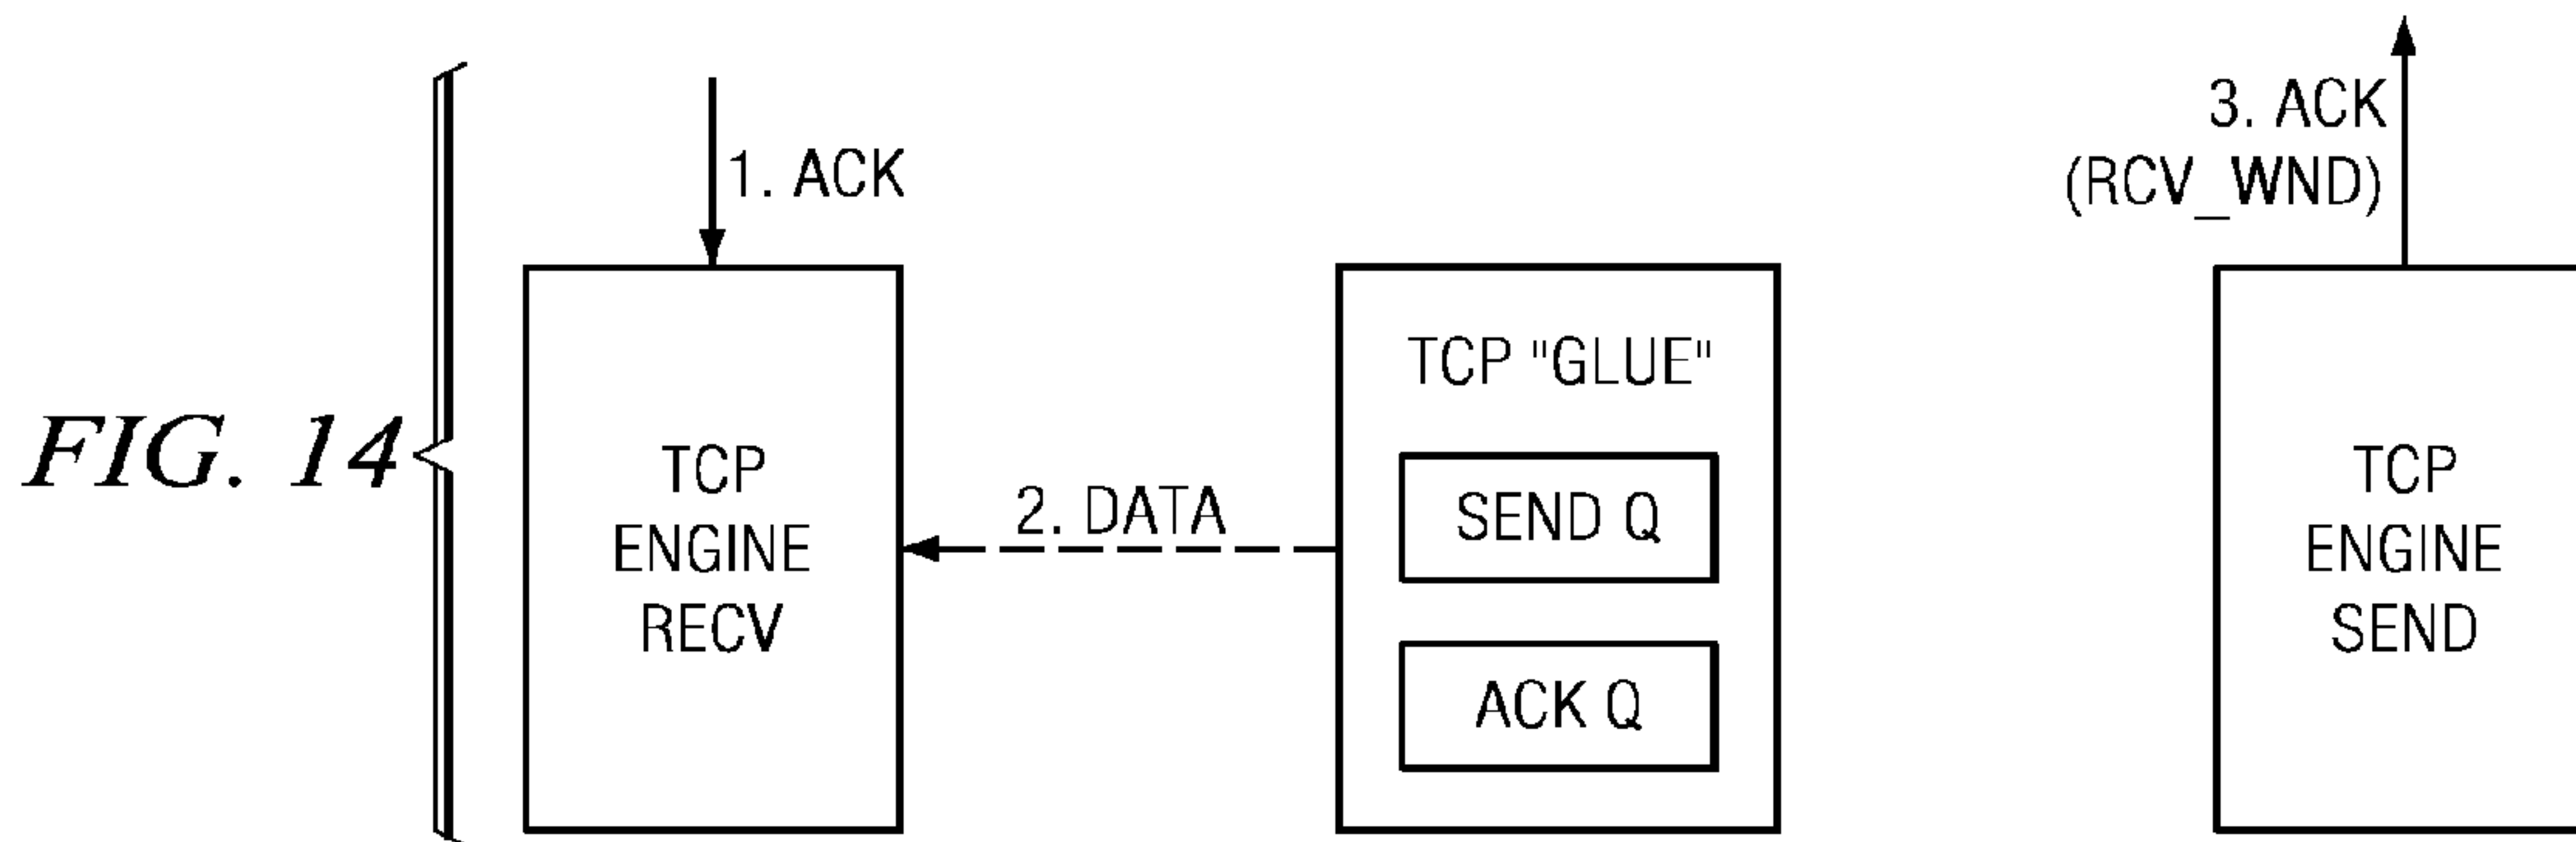 FIG. 14
1. ACK
TCP
ENGINE
RECV
2. DATA
TCP "GLUE"
SEND Q
ACK Q
3. ACK
(RCV_WND)
TCP
ENGINE
SEND